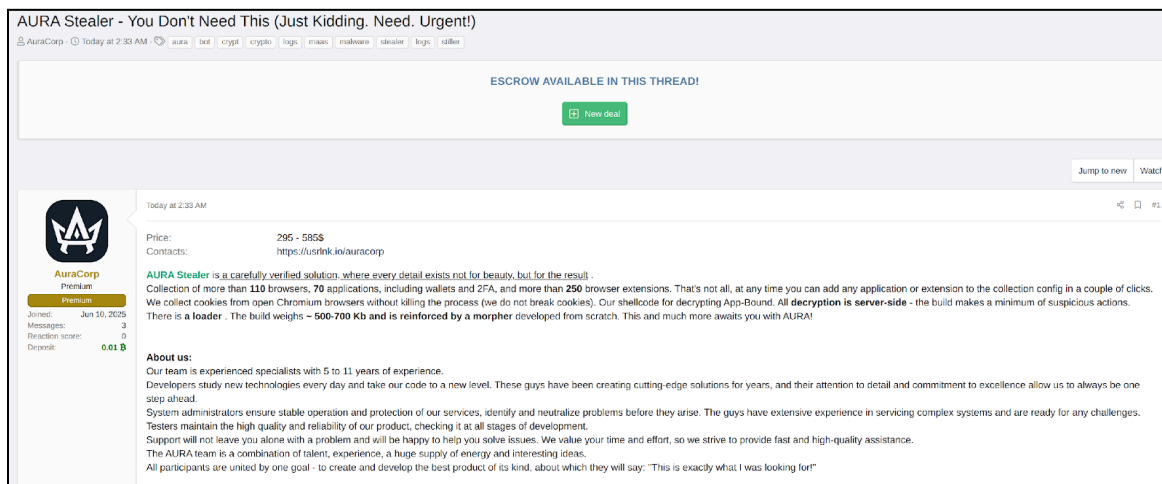 AURA Stealer - You Don't Need This (Just Kidding. Need. Urgent!)
AuraCorp · Today at 2:33 AM · aura bot crypt crypto logs maas malware stealer logs stiller
ESCROW AVAILABLE IN THIS THREAD!
New deal
Jump to new Watch
Today at 2:33 AM #1
Price: 295 - 585$
Contacts: https://usrlnk.io/auracorp
AuraCorp
Premium
Premium
Joined: Jun 10, 2025
Messages: 3
Reaction score: 0
Deposit: 0.01 ₿
AURA Stealer is a carefully verified solution, where every detail exists not for beauty, but for the result .
Collection of more than 110 browsers, 70 applications, including wallets and 2FA, and more than 250 browser extensions. That's not all, at any time you can add any application or extension to the collection config in a couple of clicks.
We collect cookies from open Chromium browsers without killing the process (we do not break cookies). Our shellcode for decrypting App-Bound. All decryption is server-side - the build makes a minimum of suspicious actions.
There is a loader . The build weighs ~ 500-700 Kb and is reinforced by a morpher developed from scratch. This and much more awaits you with AURA!
About us:
Our team is experienced specialists with 5 to 11 years of experience.
Developers study new technologies every day and take our code to a new level. These guys have been creating cutting-edge solutions for years, and their attention to detail and commitment to excellence allow us to always be one
step ahead.
System administrators ensure stable operation and protection of our services, identify and neutralize problems before they arise. The guys have extensive experience in servicing complex systems and are ready for any challenges.
Testers maintain the high quality and reliability of our product, checking it at all stages of development.
Support will not leave you alone with a problem and will be happy to help you solve issues. We value your time and effort, so we strive to provide fast and high-quality assistance.
The AURA team is a combination of talent, experience, a huge supply of energy and interesting ideas.
All participants are united by one goal - to create and develop the best product of its kind, about which they will say: "This is exactly what I was looking for!"